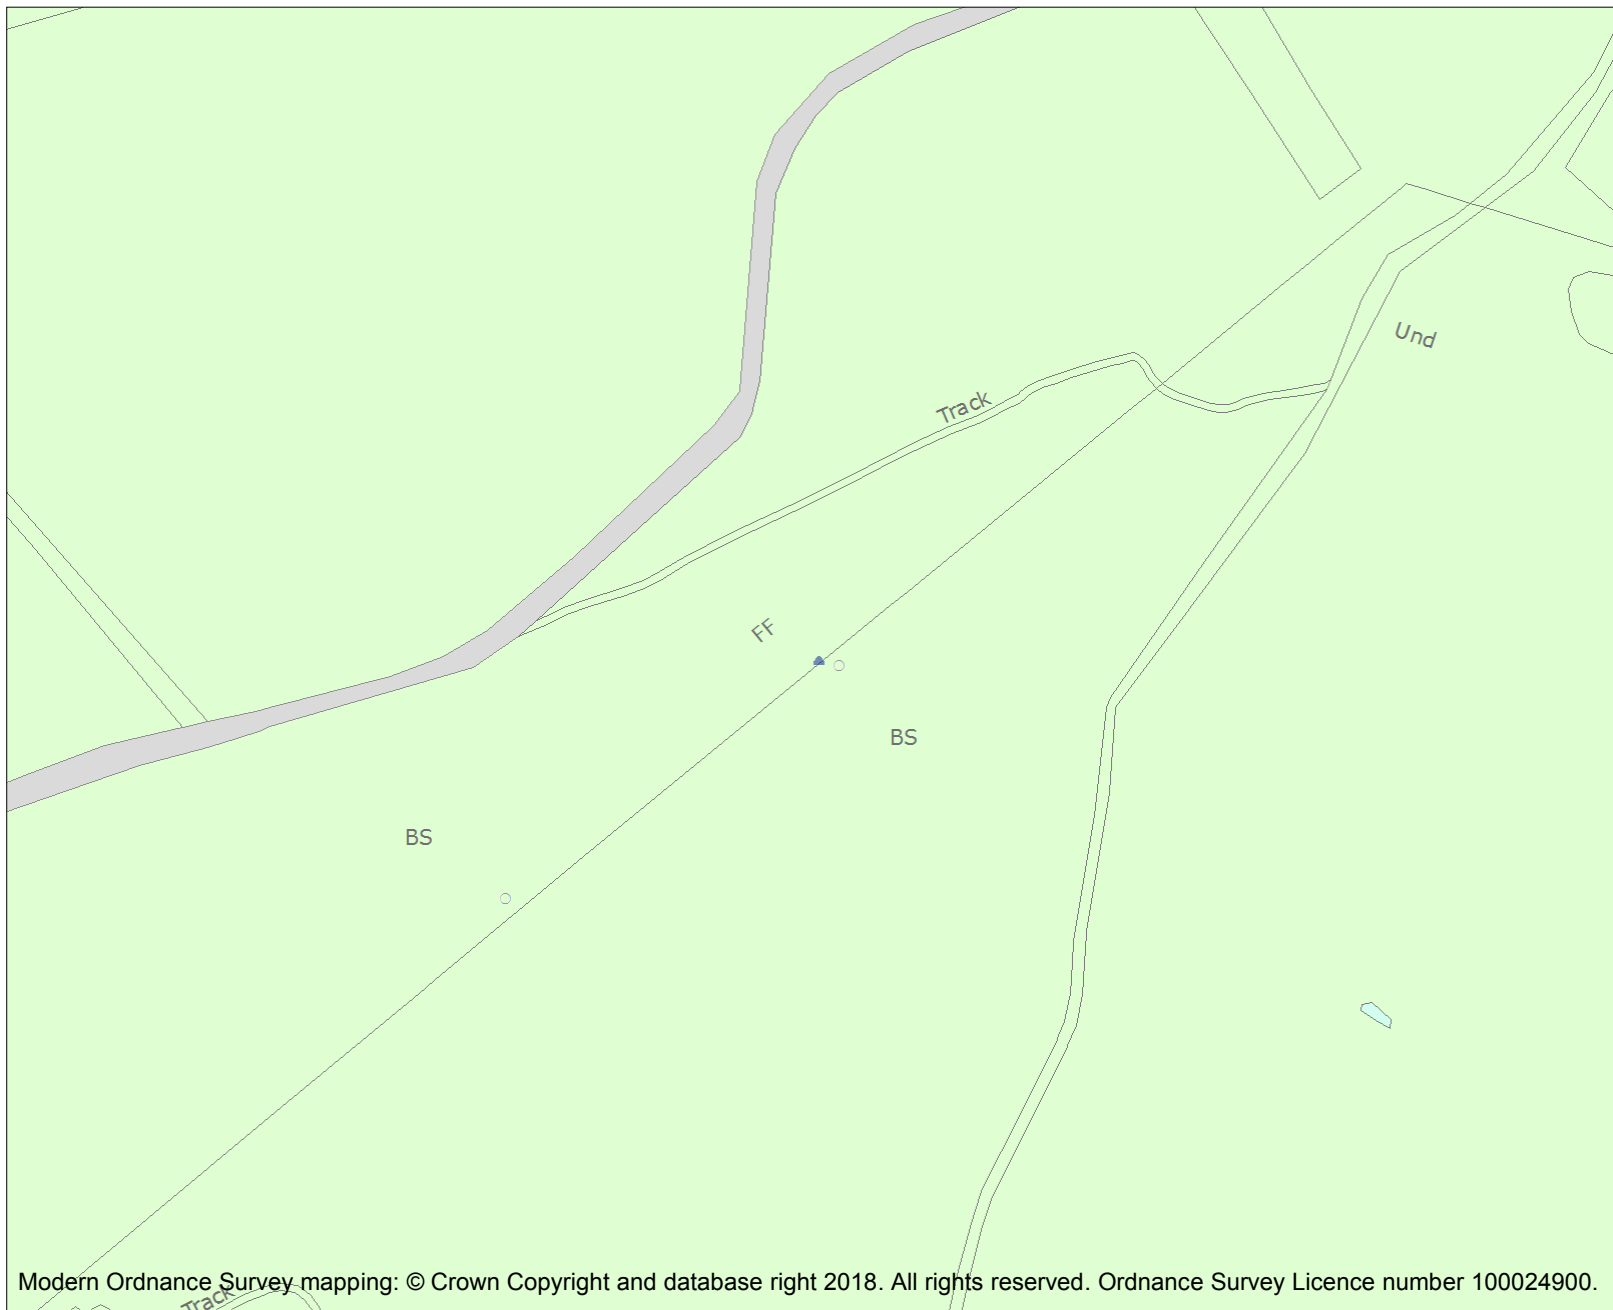 Und
Track
FF
BS
BS
Modern Ordnance Survey mapping: © Crown Copyright and database right 2018. All rights reserved. Ordnance Survey Licence number 100024900.
Track